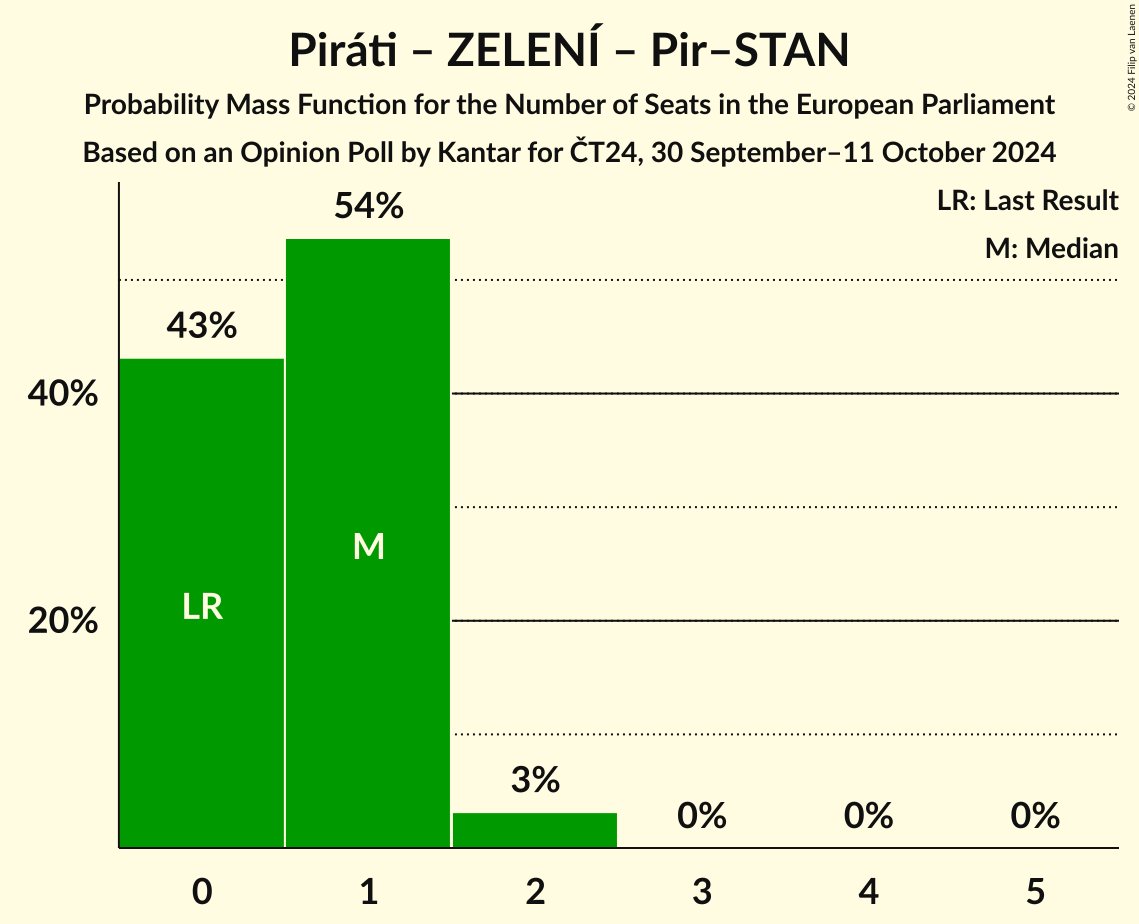 Piráti – ZELENÍ – Pir–STAN
Probability Mass Function for the Number of Seats in the European Parliament
Based on an Opinion Poll by Kantar for ČT24, 30 September–11 October 2024
© 2024 Filip van Laenen
LR: Last Result
M: Median
54%
43%
40%
M
LR
20%
3%
0%
0%
0%
0
1
2
3
4
5